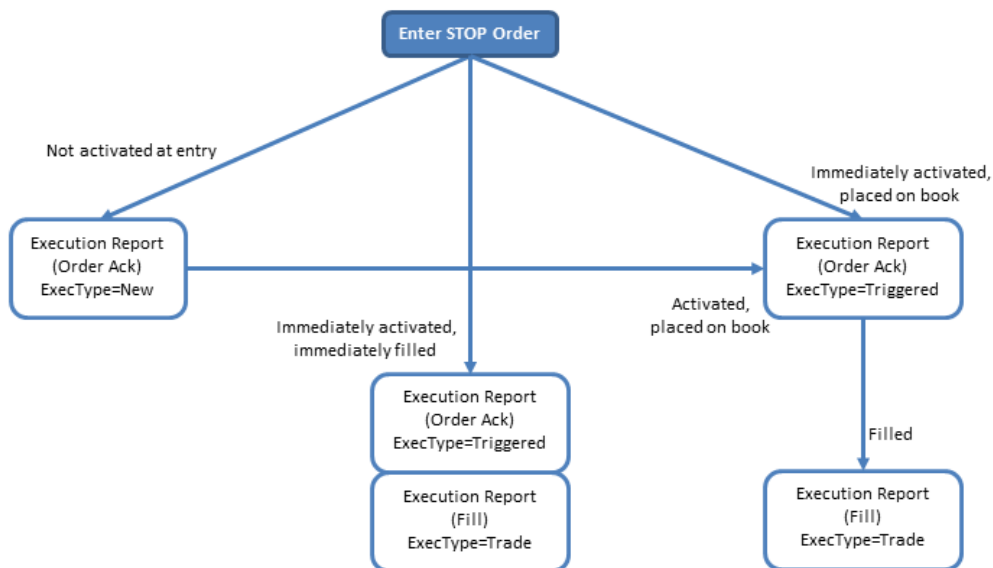 Enter STOP Order
Not activated at entry
Immediately activated,
placed on book
Execution Report
(Order Ack)
ExecType=New
Execution Report
(Order Ack)
ExecType=Triggered
Activated,
placed on book
Immediately activated,
immediately filled
Execution Report
(Order Ack)
ExecType=Triggered
Filled
Execution Report
(Fill)
ExecType=Trade
Execution Report
(Fill)
ExecType=Trade